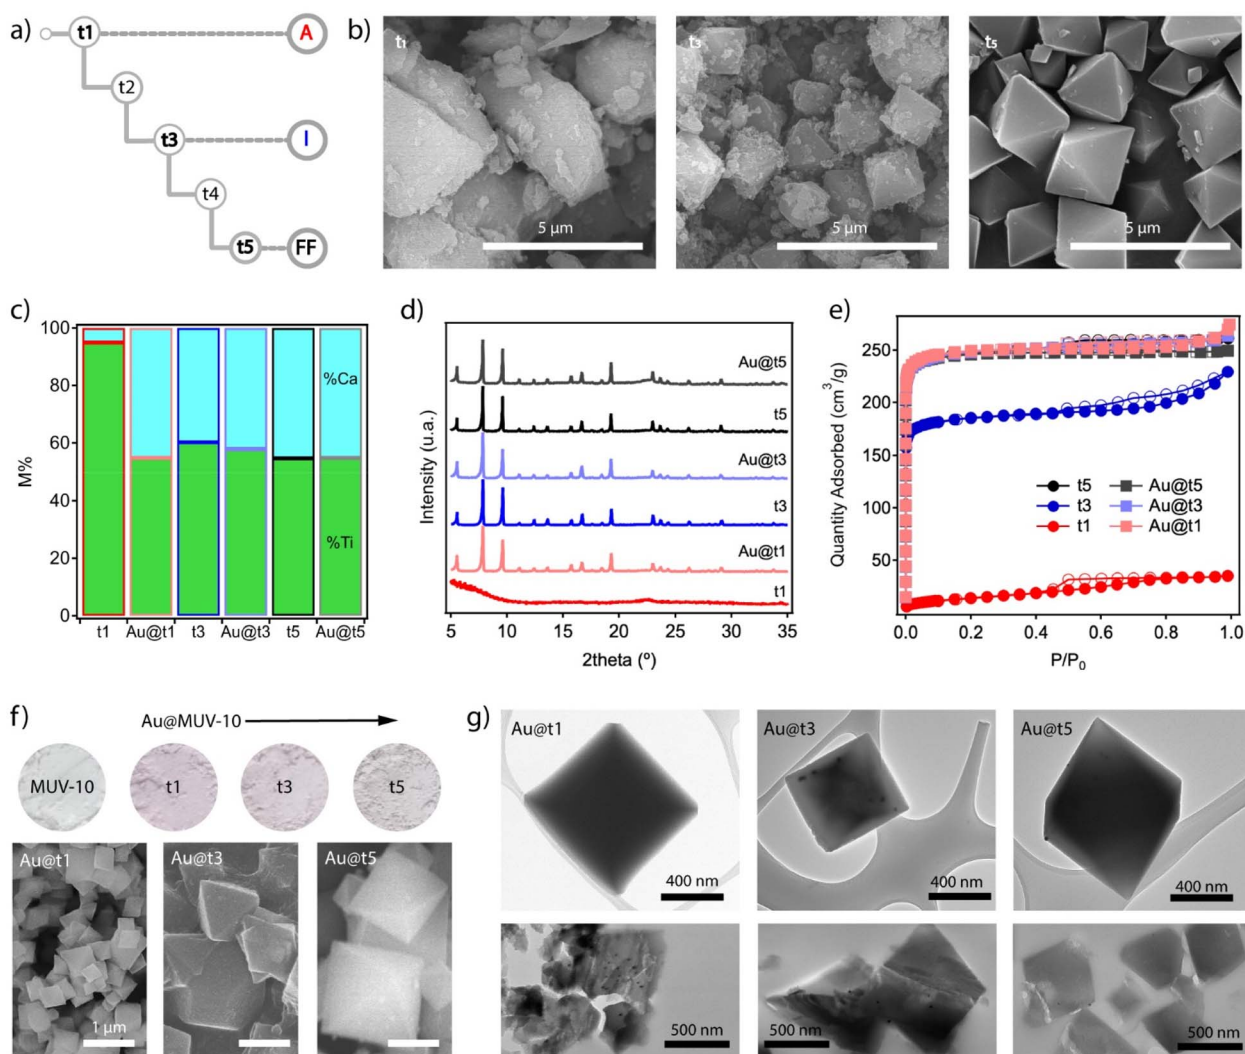 a)
t1
A
t2
t3
I
t4
t5
FF
b)
t₁
5 µm
t₃
5 µm
t₅
5 µm
c)
100
80
60
40
20
0
M%
%Ca
%Ti
t1
Au@t1
t3
Au@t3
t5
Au@t5
d)
Intensity (u.a.)
Au@t5
t5
Au@t3
t3
Au@t1
t1
5
10
15
20
25
30
35
2theta (º)
e)
Quantity Adsorbed (cm³/g)
250
200
150
100
50
t5
Au@t5
t3
Au@t3
t1
Au@t1
0.0
0.2
0.4
0.6
0.8
1.0
P/P₀
f)
Au@MUV-10
MUV-10
t1
t3
t5
Au@t1
1 µm
Au@t3
Au@t5
g)
Au@t1
400 nm
Au@t3
400 nm
Au@t5
400 nm
500 nm
500 nm
500 nm